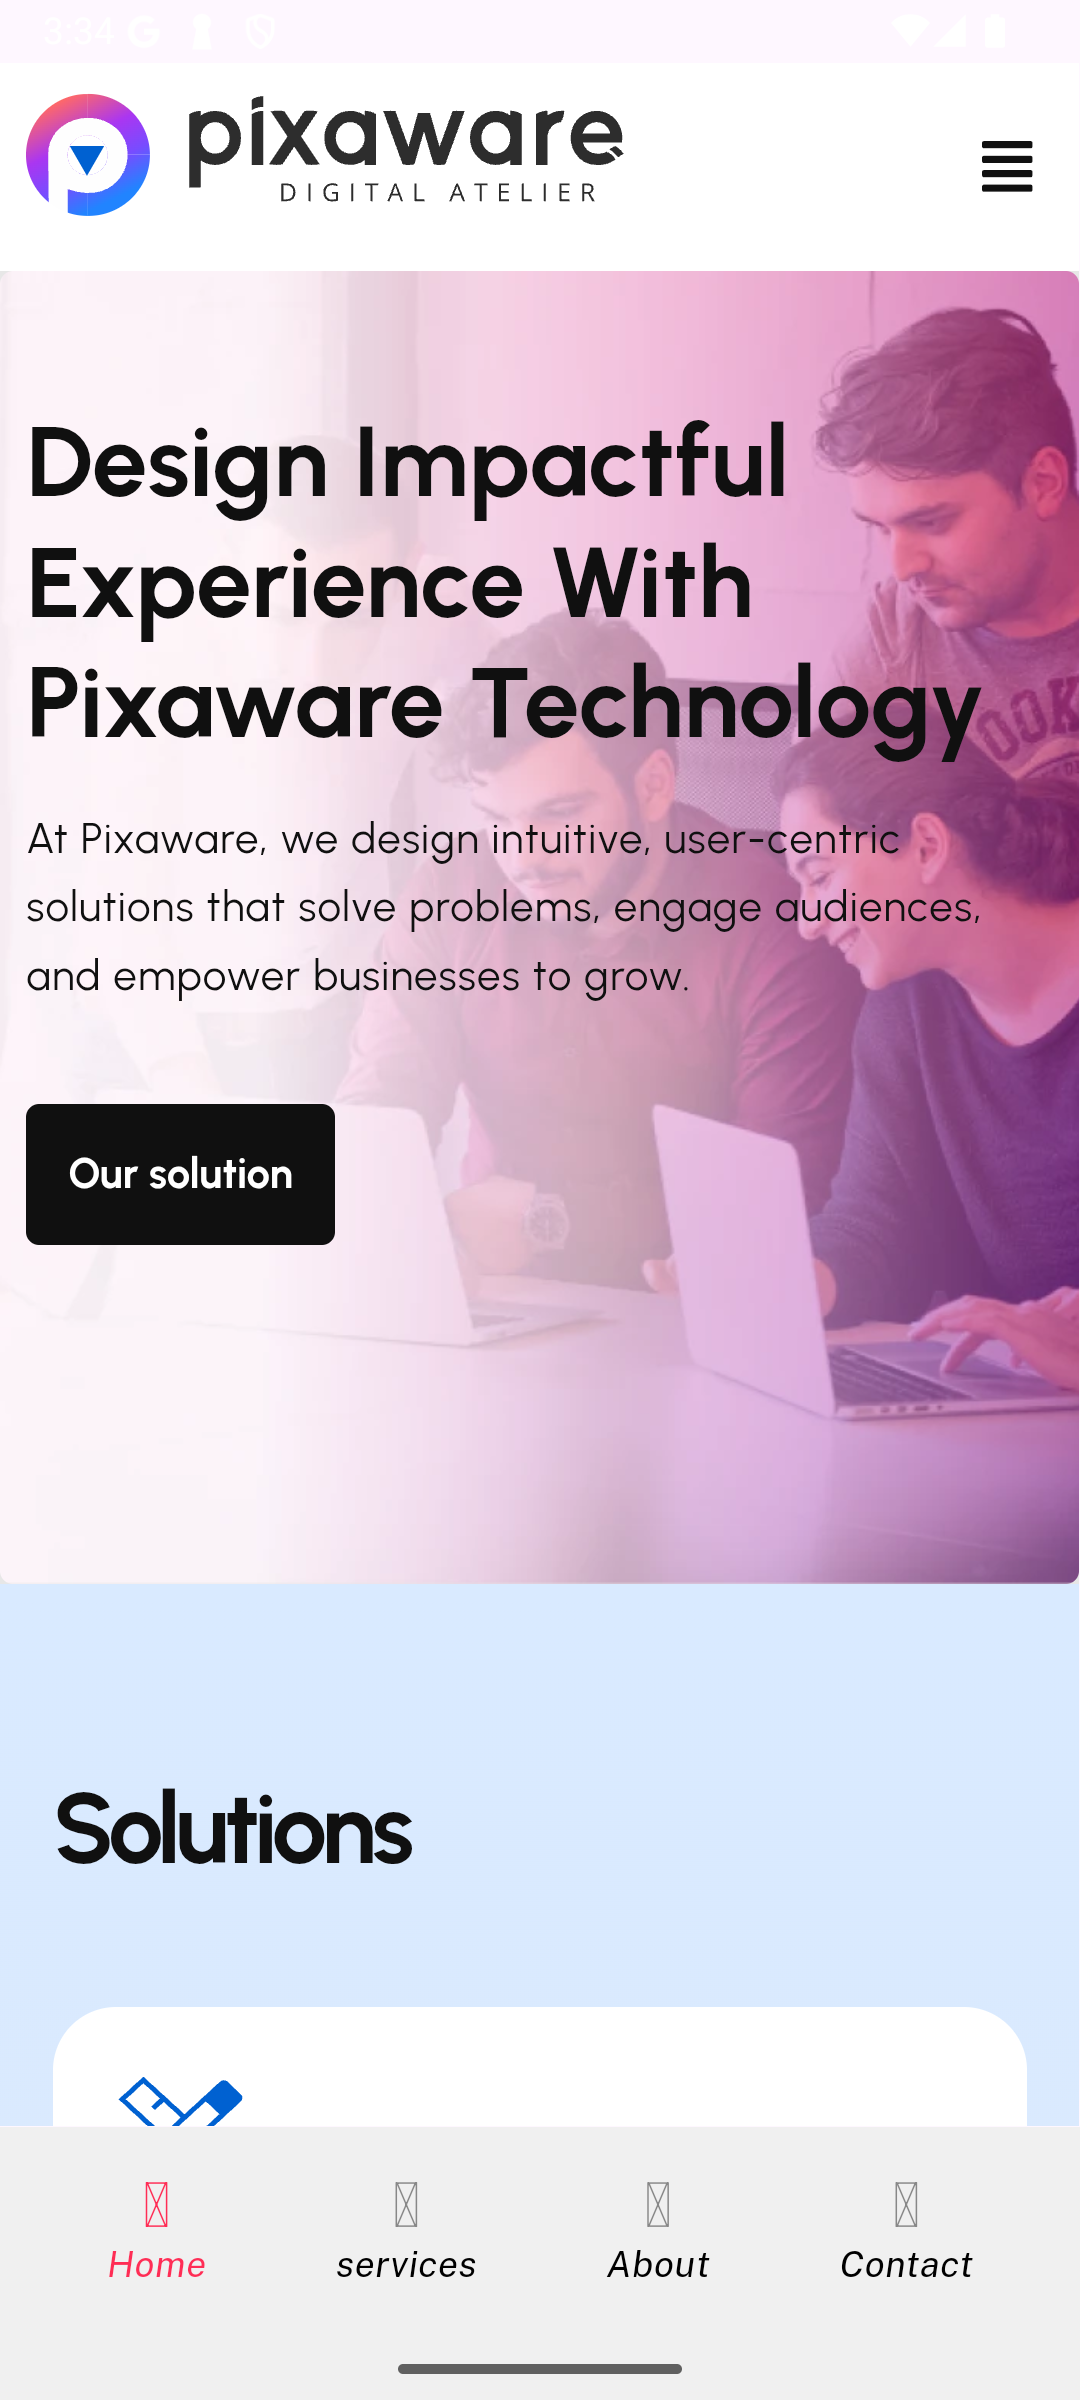 3:34
pixaware
DIGITAL ATELIER
Design Impactful
Experience With
Pixaware Technology
At Pixaware, we design intuitive, user-centric
solutions that solve problems, engage audiences,
and empower businesses to grow.
Our solution
Solutions
Home
services
About
Contact